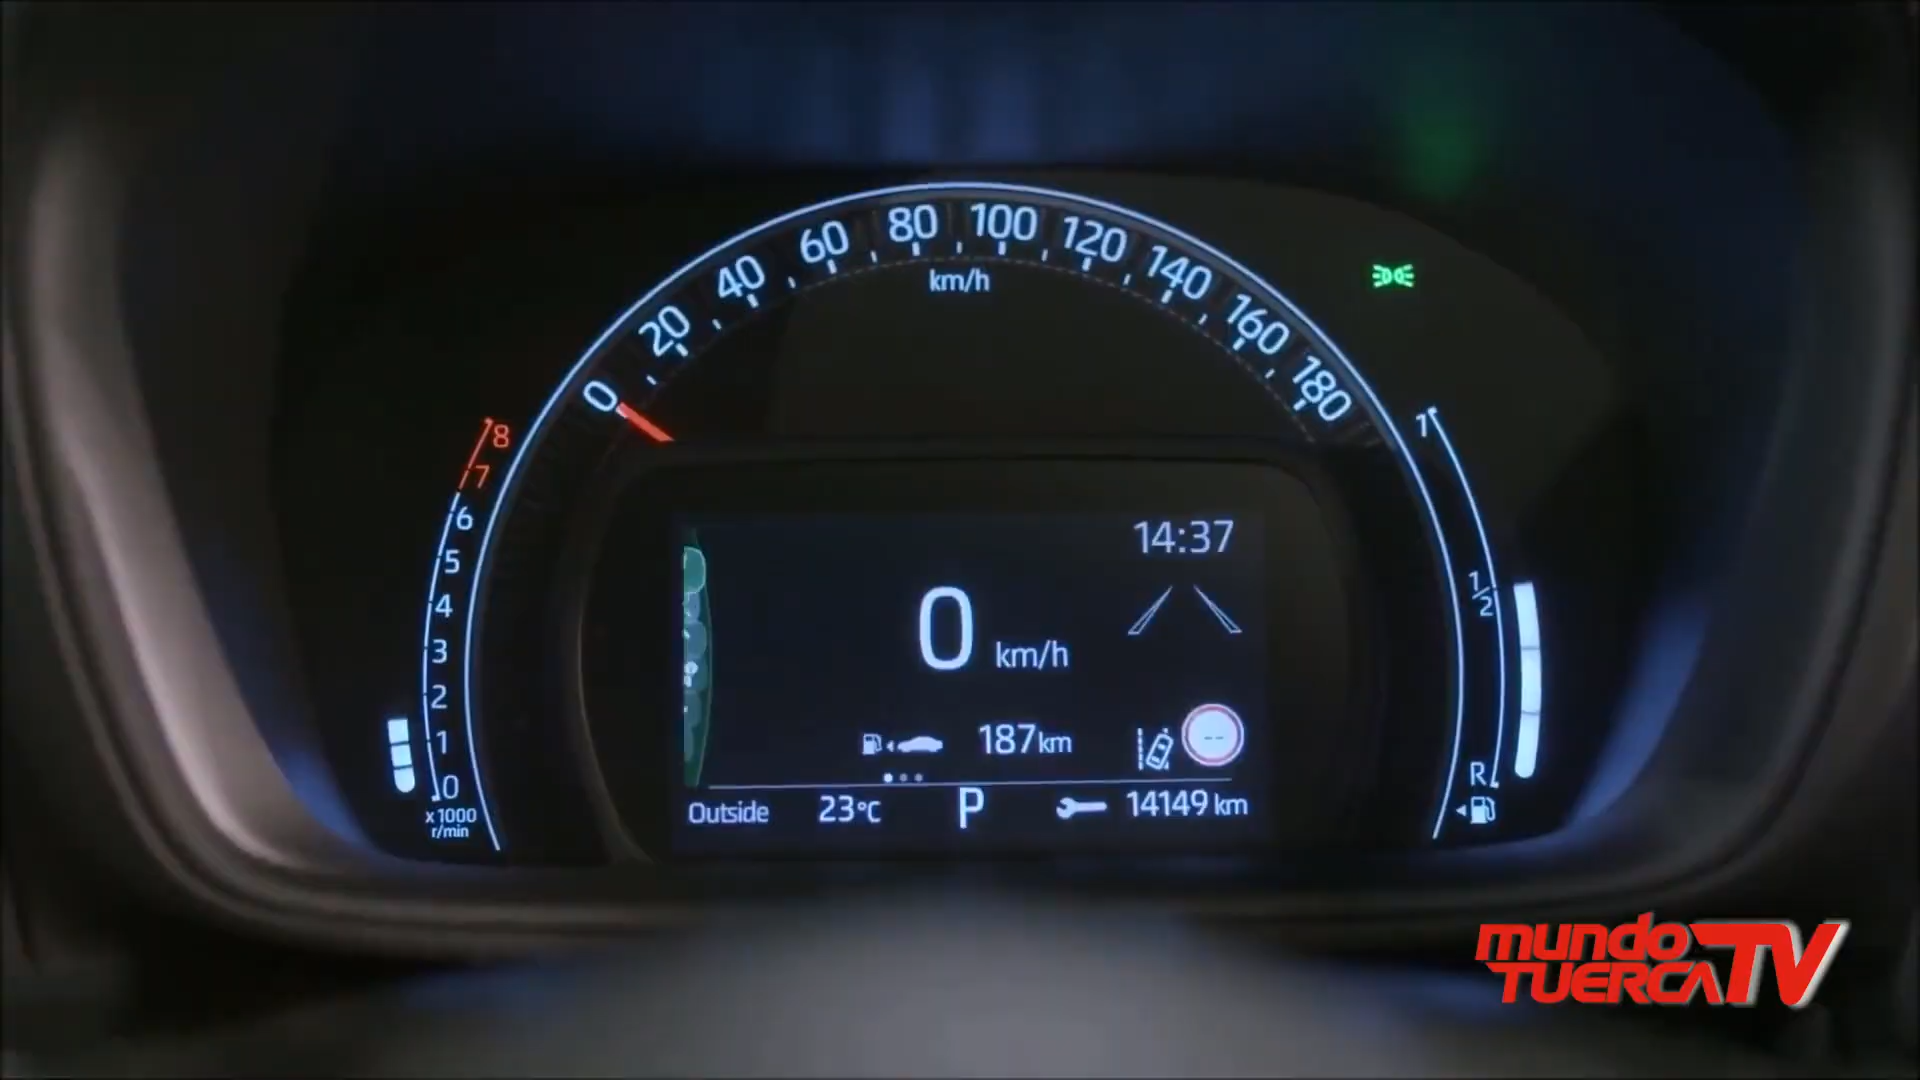 0 20 40 60 80 100 120 140 160 180
km/h
8
7
6
5
4
3
2
1
0
x1000
r/min
14:37
0 km/h
187km
--
Outside 23°C P 14149 km
1
1/2
R
mundo
TUERCA TV